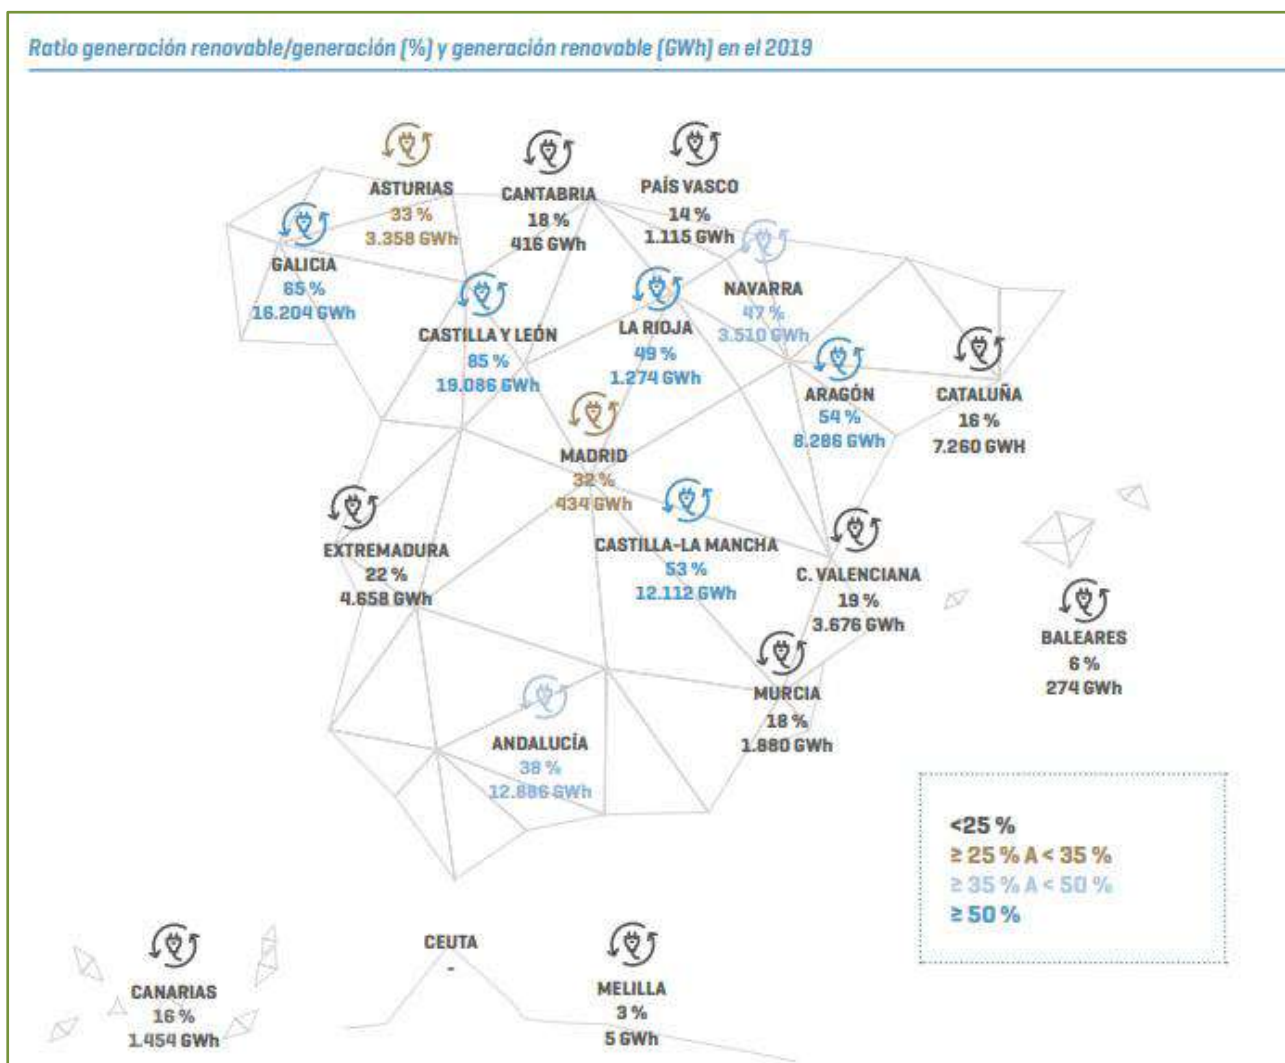 Ratio generación renovable/generación (%) y generación renovable (GWh) en el 2019
ASTURIAS
33 %
3.358 GWh
CANTABRIA
18 %
416 GWh
PAÍS VASCO
14 %
1.115 GWh
GALICIA
65 %
16.204 GWh
CASTILLA Y LEÓN
85 %
19.086 GWh
LA RIOJA
49 %
1.274 GWh
NAVARRA
47 %
3.510 GWh
ARAGÓN
54 %
8.286 GWh
CATALUÑA
16 %
7.260 GWH
MADRID
32 %
434 GWh
EXTREMADURA
22 %
4.658 GWh
CASTILLA-LA MANCHA
53 %
12.112 GWh
C. VALENCIANA
19 %
3.676 GWh
BALEARES
6 %
274 GWh
MURCIA
18 %
1.880 GWh
ANDALUCÍA
38 %
12.886 GWh
<25 %
≥ 25 % A < 35 %
≥ 35 % A < 50 %
≥ 50 %
CANARIAS
16 %
1.454 GWh
CEUTA
-
MELILLA
3 %
5 GWh